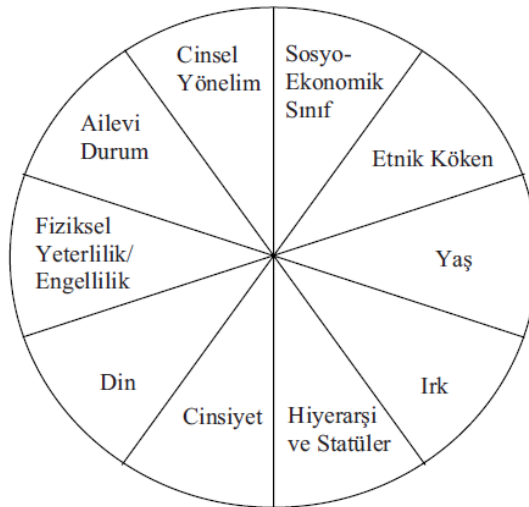 Cinsel
Yönelim
Sosyo-
Ekonomik
Sınıf
Etnik Köken
Yaş
Irk
Hiyerarşi
ve Statüler
Cinsiyet
Din
Fiziksel
Yeterlilik/
Engellilik
Ailevi
Durum